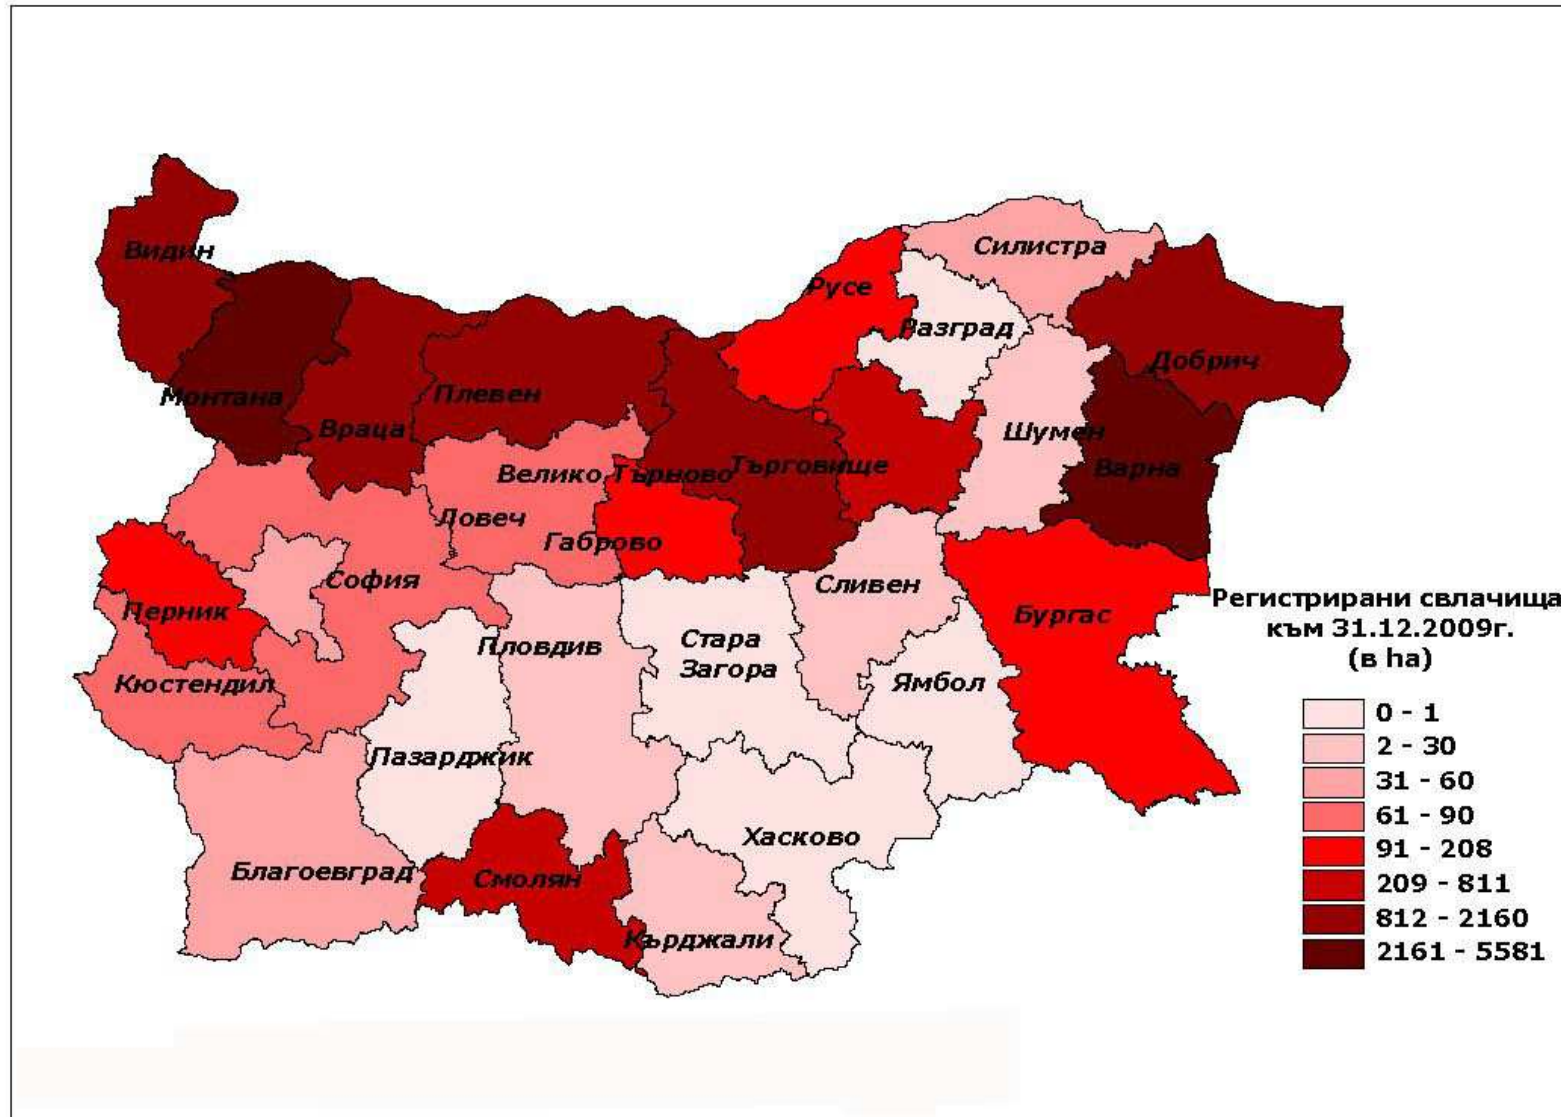 Видин
Силистра
Русе
Разград
Добрич
Монтана
Плевен
Враца
Шумен
Варна
Велико Търново
Търговище
Ловеч
Габрово
София
Сливен
Перник
Бургас
Пловдив
Стара
Загора
Кюстендил
Ямбол
Пазарджик
Хасково
Благоевград
Смолян
Кърджали
Регистрирани свлачища
към 31.12.2009г.
(в ha)
0 - 1
2 - 30
31 - 60
61 - 90
91 - 208
209 - 811
812 - 2160
2161 - 5581